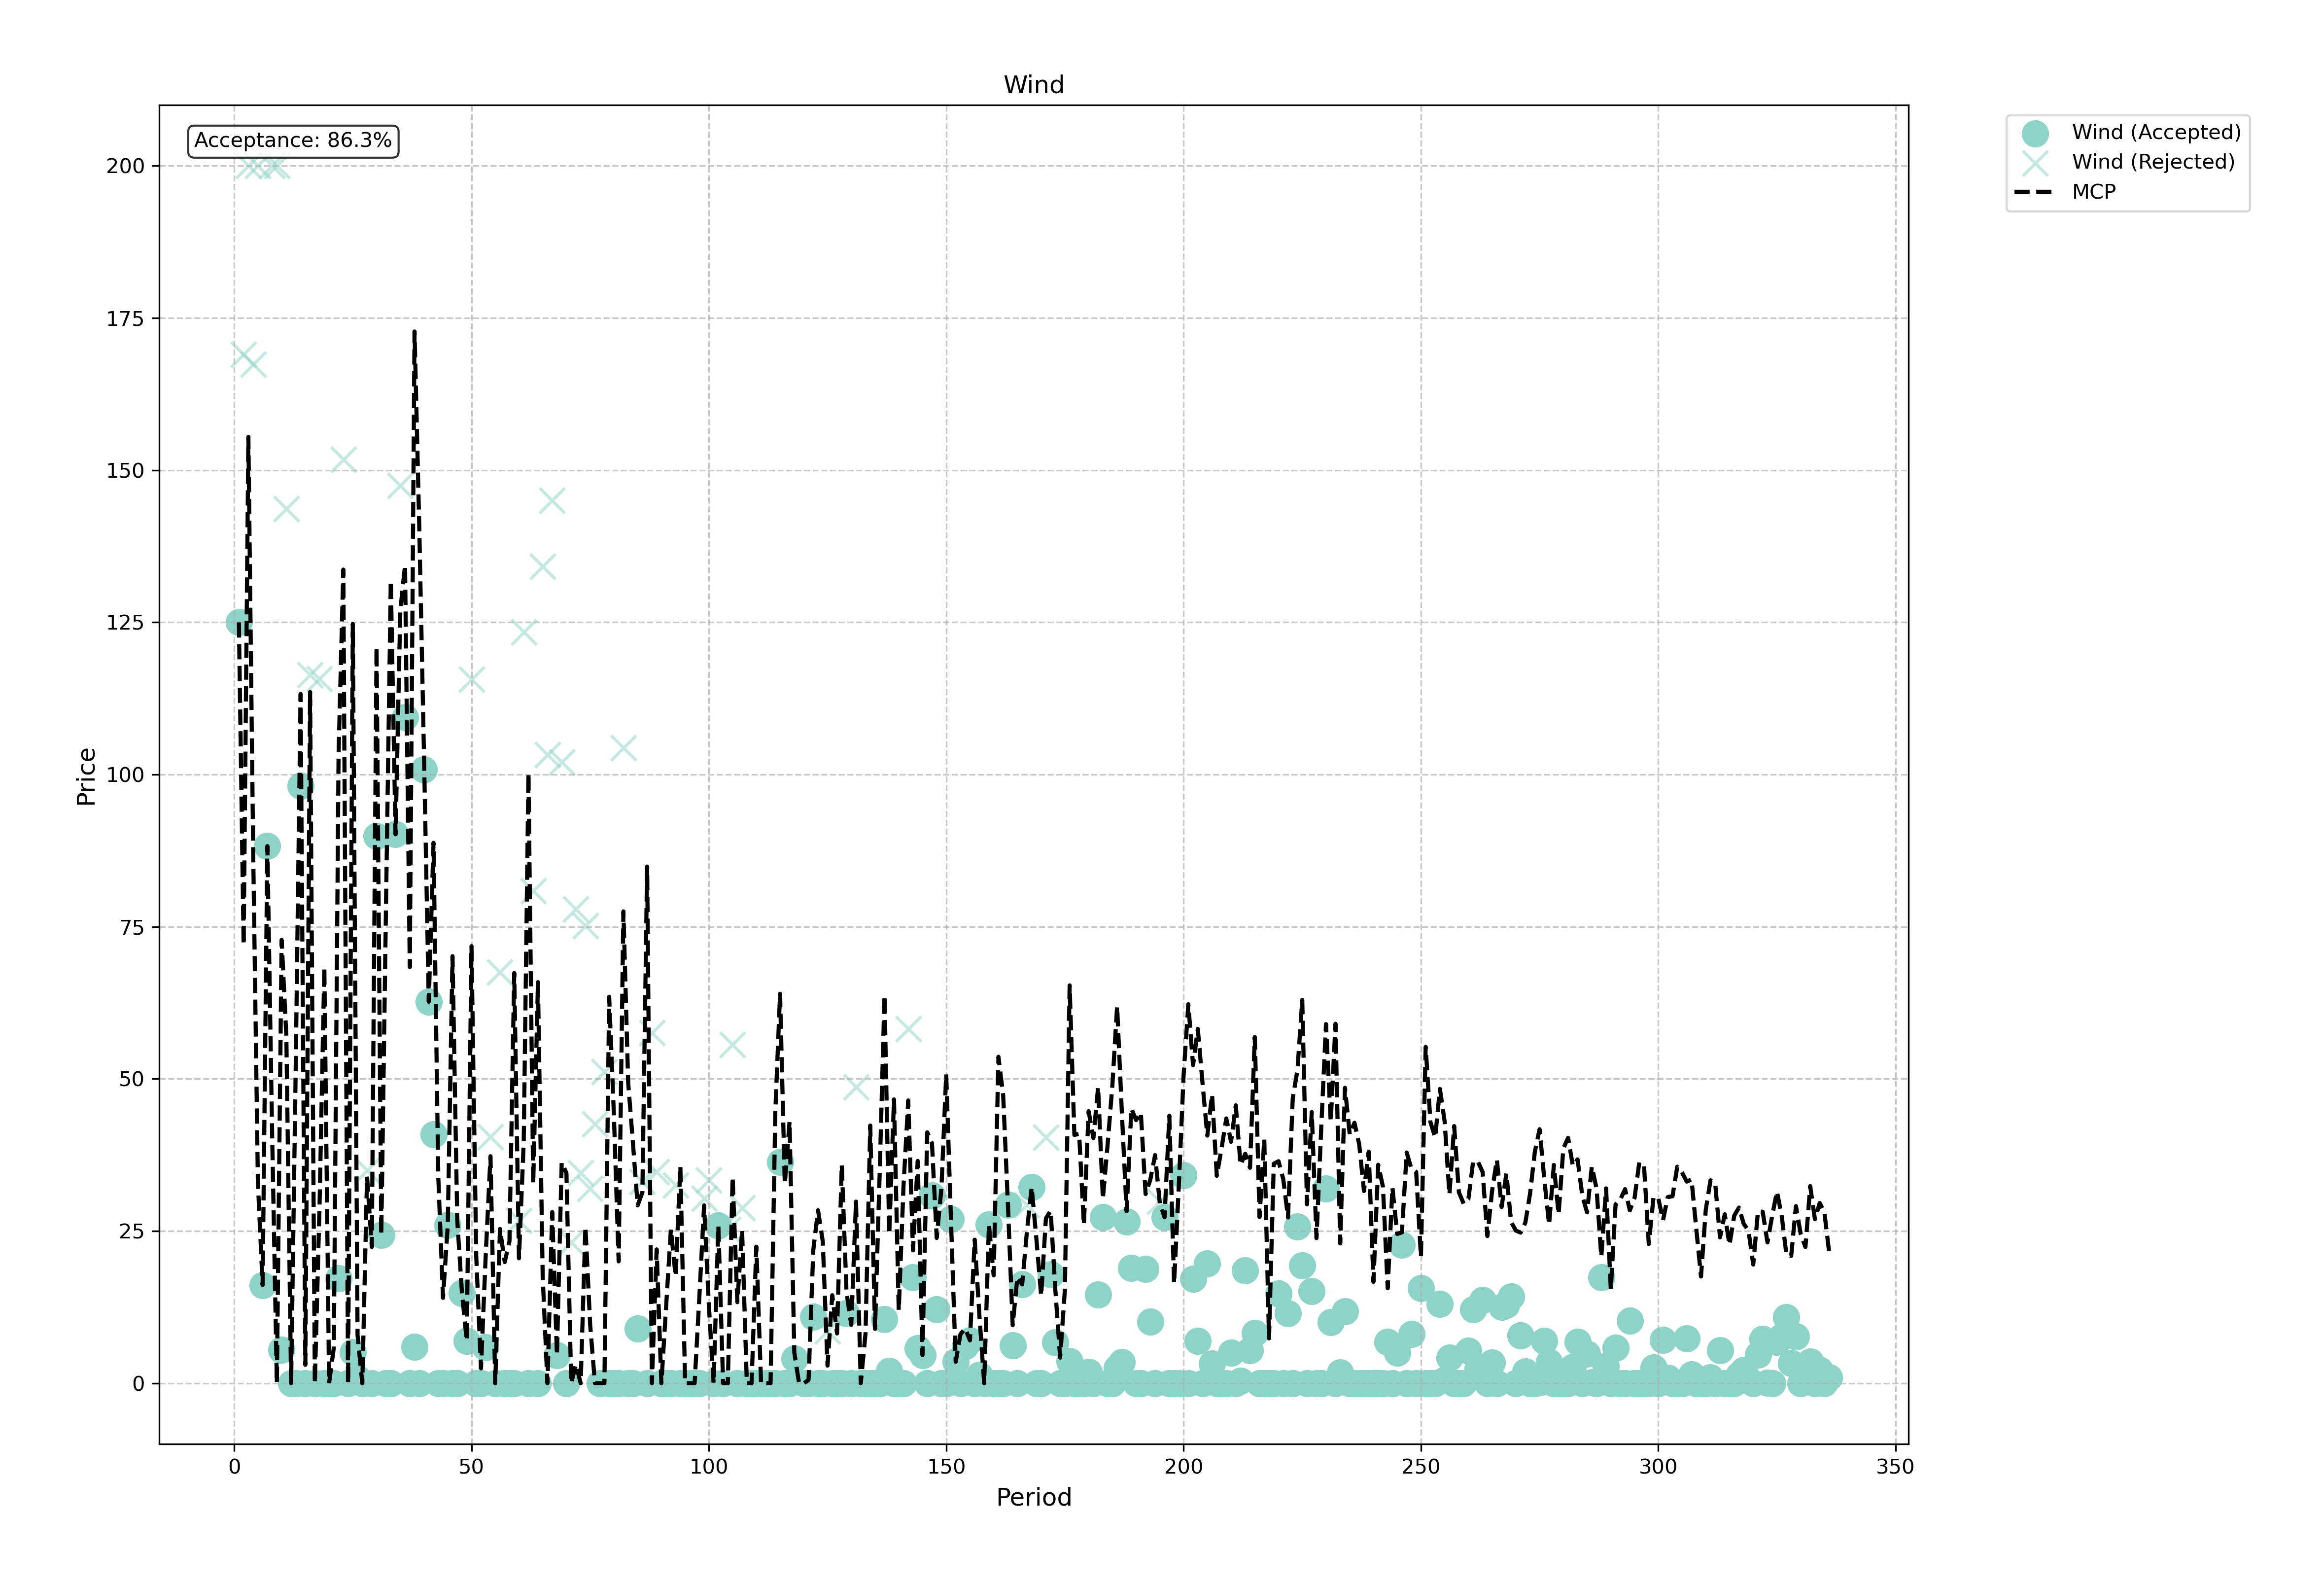 Wind
Acceptance: 86.3%
Wind (Accepted)
Wind (Rejected)
MCP
200
175
150
125
100
75
50
25
0
Price
0 50 100 150 200 250 300 350
Period